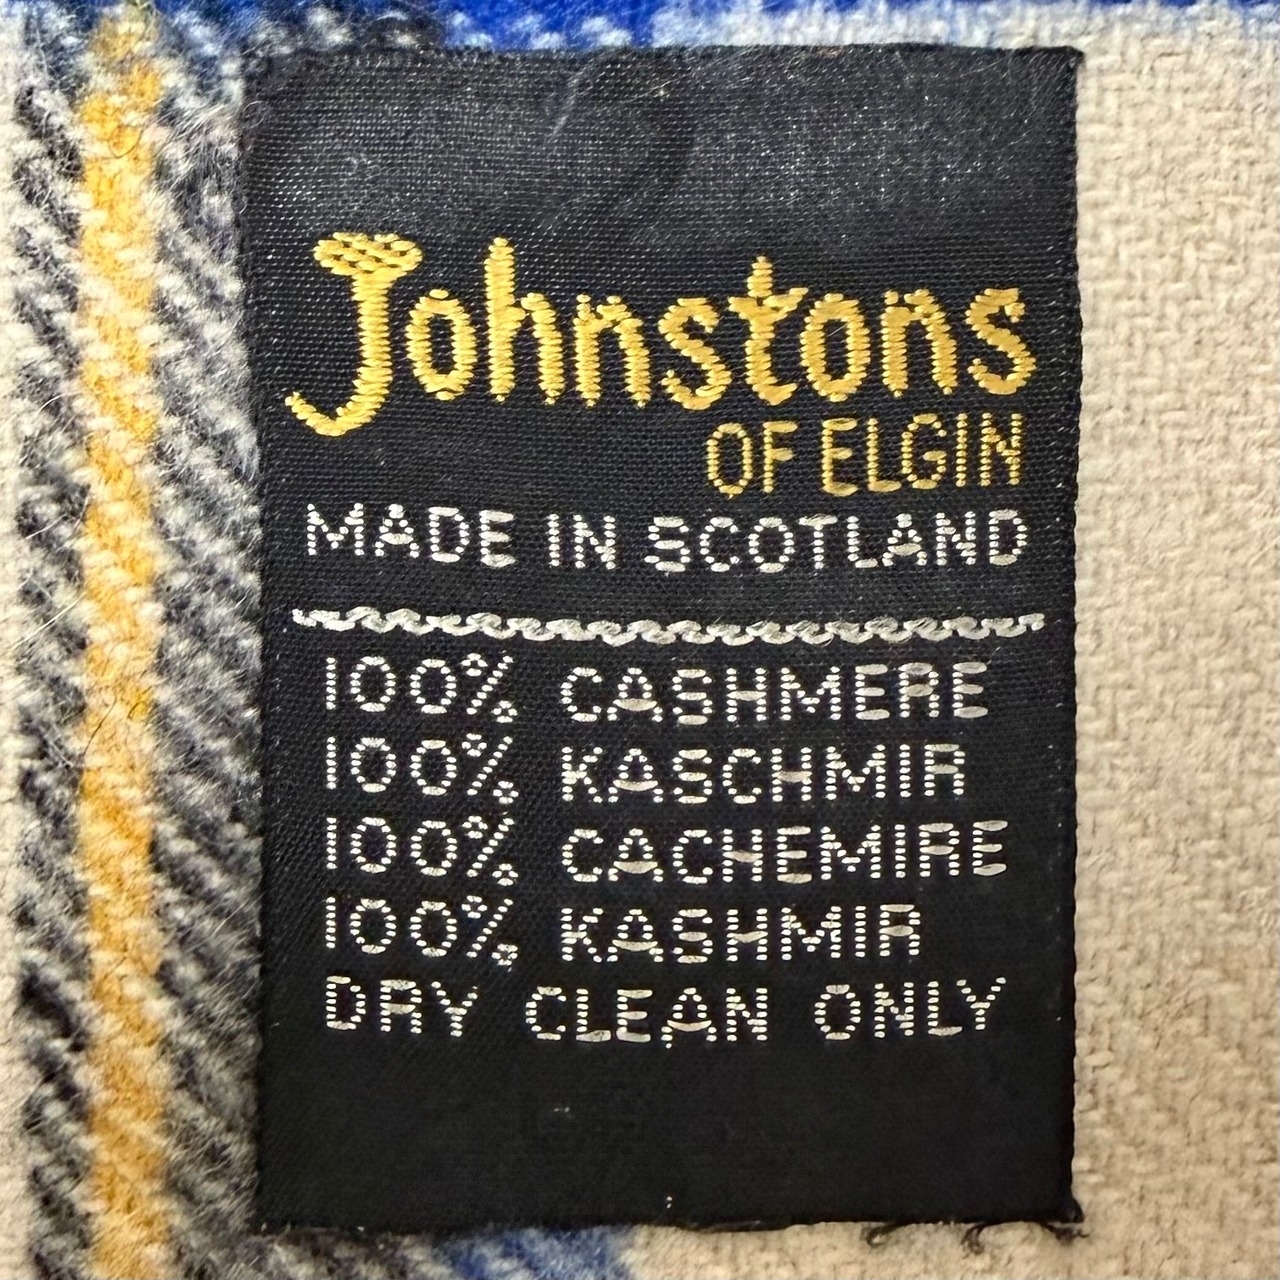 Johnstons
OF ELGIN
MADE IN SCOTLAND
100% CASHMERE
100% KASCHMIR
100% CACHEMIRE
100% KASHMIR
DRY CLEAN ONLY